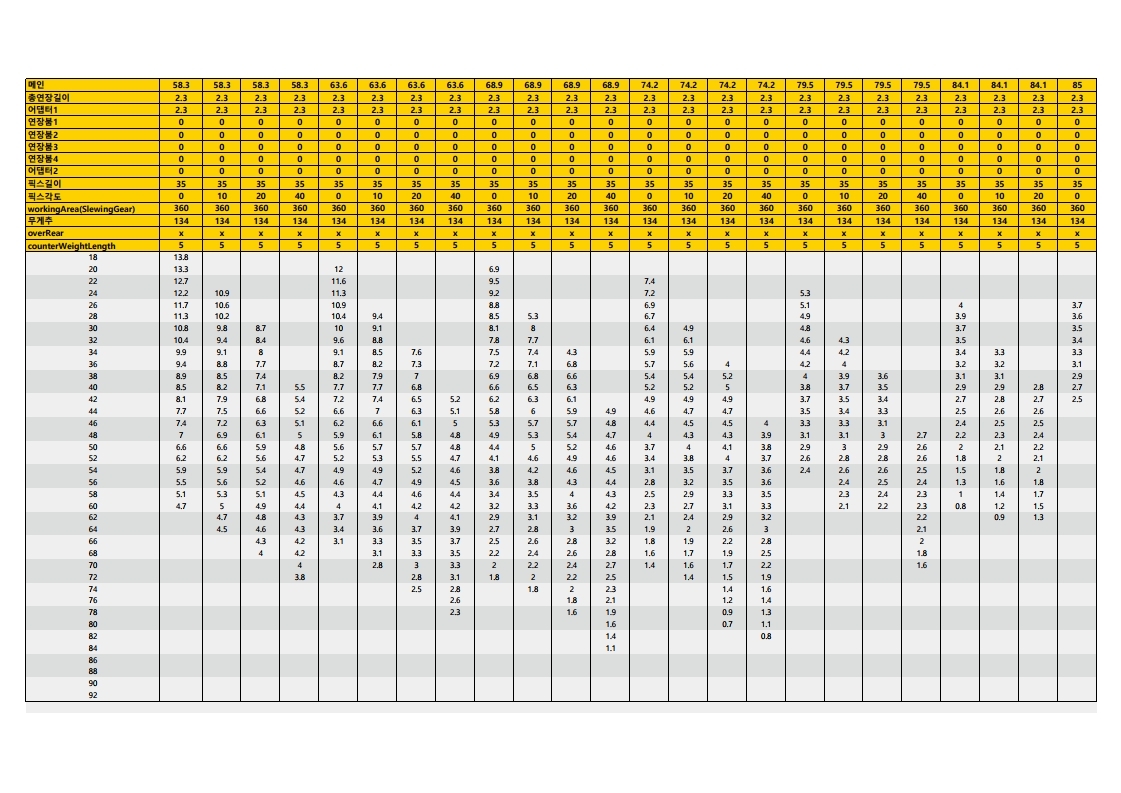 메인 58.3 58.3 58.3 58.3 63.6 63.6 63.6 63.6 68.9 68.9 68.9 68.9 74.2 74.2 74.2 74.2 79.5 79.5 79.5 79.5 84.1 84.1 84.1 85
총연장길이 2.3 2.3 2.3 2.3 2.3 2.3 2.3 2.3 2.3 2.3 2.3 2.3 2.3 2.3 2.3 2.3 2.3 2.3 2.3 2.3 2.3 2.3 2.3 2.3
어댑터1 2.3 2.3 2.3 2.3 2.3 2.3 2.3 2.3 2.3 2.3 2.3 2.3 2.3 2.3 2.3 2.3 2.3 2.3 2.3 2.3 2.3 2.3 2.3 2.3
연장붐1 0 0 0 0 0 0 0 0 0 0 0 0 0 0 0 0 0 0 0 0 0 0 0 0
연장붐2 0 0 0 0 0 0 0 0 0 0 0 0 0 0 0 0 0 0 0 0 0 0 0 0
연장붐3 0 0 0 0 0 0 0 0 0 0 0 0 0 0 0 0 0 0 0 0 0 0 0 0
연장붐4 0 0 0 0 0 0 0 0 0 0 0 0 0 0 0 0 0 0 0 0 0 0 0 0
어댑터2 0 0 0 0 0 0 0 0 0 0 0 0 0 0 0 0 0 0 0 0 0 0 0 0
픽스길이 35 35 35 35 35 35 35 35 35 35 35 35 35 35 35 35 35 35 35 35 35 35 35 35
픽스각도 0 10 20 40 0 10 20 40 0 10 20 40 0 10 20 40 0 10 20 40 0 10 20 0
workingArea(SlewingGear) 360 360 360 360 360 360 360 360 360 360 360 360 360 360 360 360 360 360 360 360 360 360 360 360
무게추 134 134 134 134 134 134 134 134 134 134 134 134 134 134 134 134 134 134 134 134 134 134 134 134
overRear x x x x x x x x x x x x x x x x x x x x x x x x
counterWeightLength 5 5 5 5 5 5 5 5 5 5 5 5 5 5 5 5 5 5 5 5 5 5 5 5
18 13.8
20 13.3 12 6.9
22 12.7 11.6 9.5 7.4
24 12.2 10.9 11.3 9.2 7.2 5.3
26 11.7 10.6 10.9 8.8 6.9 5.1 4 3.7
28 11.3 10.2 10.4 9.4 8.5 5.3 6.7 4.9 3.9 3.6
30 10.8 9.8 8.7 10 9.1 8.1 8 6.4 4.9 4.8 3.7 3.5
32 10.4 9.4 8.4 9.6 8.8 7.8 7.7 6.1 6.1 4.6 4.3 3.5 3.4
34 9.9 9.1 8 9.1 8.5 7.6 7.5 7.4 4.3 5.9 5.9 4.4 4.2 3.4 3.3 3.3
36 9.4 8.8 7.7 8.7 8.2 7.3 7.2 7.1 6.8 5.7 5.6 4 4.2 4 3.2 3.2 3.1
38 8.9 8.5 7.4 8.2 7.9 7 6.9 6.8 6.6 5.4 5.4 5.2 4 3.9 3.6 3.1 3.1 2.9
40 8.5 8.2 7.1 5.5 7.7 7.7 6.8 6.6 6.5 6.3 5.2 5.2 5 3.8 3.7 3.5 2.9 2.9 2.8 2.7
42 8.1 7.9 6.8 5.4 7.2 7.4 6.5 5.2 6.2 6.3 6.1 4.9 4.9 4.9 3.7 3.5 3.4 2.7 2.8 2.7 2.5
44 7.7 7.5 6.6 5.2 6.6 7 6.3 5.1 5.8 6 5.9 4.9 4.6 4.7 4.7 3.5 3.4 3.3 2.5 2.6 2.6
46 7.4 7.2 6.3 5.1 6.2 6.6 6.1 5 5.3 5.7 5.7 4.8 4.4 4.5 4.5 4 3.3 3.3 3.1 2.4 2.5 2.5
48 7 6.9 6.1 5 5.9 6.1 5.8 4.8 4.9 5.3 5.4 4.7 4 4.3 4.3 3.9 3.1 3.1 3 2.7 2.2 2.3 2.4
50 6.6 6.6 5.9 4.8 5.6 5.7 5.7 4.8 4.4 5 5.2 4.6 3.7 4 4.1 3.8 2.9 3 2.9 2.6 2 2.1 2.2
52 6.2 6.2 5.6 4.7 5.2 5.3 5.5 4.7 4.1 4.6 4.9 4.6 3.4 3.8 4 3.7 2.6 2.8 2.8 2.6 1.8 2 2.1
54 5.9 5.9 5.4 4.7 4.9 4.9 5.2 4.6 3.8 4.2 4.6 4.5 3.1 3.5 3.7 3.6 2.4 2.6 2.6 2.5 1.5 1.8 2
56 5.5 5.6 5.2 4.6 4.6 4.7 4.9 4.5 3.6 3.8 4.3 4.4 2.8 3.2 3.5 3.6 2.4 2.5 2.4 1.3 1.6 1.8
58 5.1 5.3 5.1 4.5 4.3 4.4 4.6 4.4 3.4 3.5 4 4.3 2.5 2.9 3.3 3.5 2.3 2.4 2.3 1 1.4 1.7
60 4.7 5 4.9 4.4 4 4.1 4.2 4.2 3.2 3.3 3.6 4.2 2.3 2.7 3.1 3.3 2.1 2.2 2.3 0.8 1.2 1.5
62 4.7 4.8 4.3 3.7 3.9 4 4.1 2.9 3.1 3.2 3.9 2.1 2.4 2.9 3.2 2.2 0.9 1.3
64 4.5 4.6 4.3 3.4 3.6 3.7 3.9 2.7 2.8 3 3.5 1.9 2 2.6 3 2.1
66 4.3 4.2 3.1 3.3 3.5 3.7 2.5 2.6 2.8 3.2 1.8 1.9 2.2 2.8 2
68 4 4.2 3.1 3.3 3.5 2.2 2.4 2.6 2.8 1.6 1.7 1.9 2.5 1.8
70 4 2.8 3 3.3 2 2.2 2.4 2.7 1.4 1.6 1.7 2.2 1.6
72 3.8 2.8 3.1 1.8 2 2.2 2.5 1.4 1.5 1.9
74 2.5 2.8 1.8 2 2.3 1.4 1.6
76 2.6 1.8 2.1 1.2 1.4
78 2.3 1.6 1.9 0.9 1.3
80 1.6 0.7 1.1
82 1.4 0.8
84 1.1
86
88
90
92